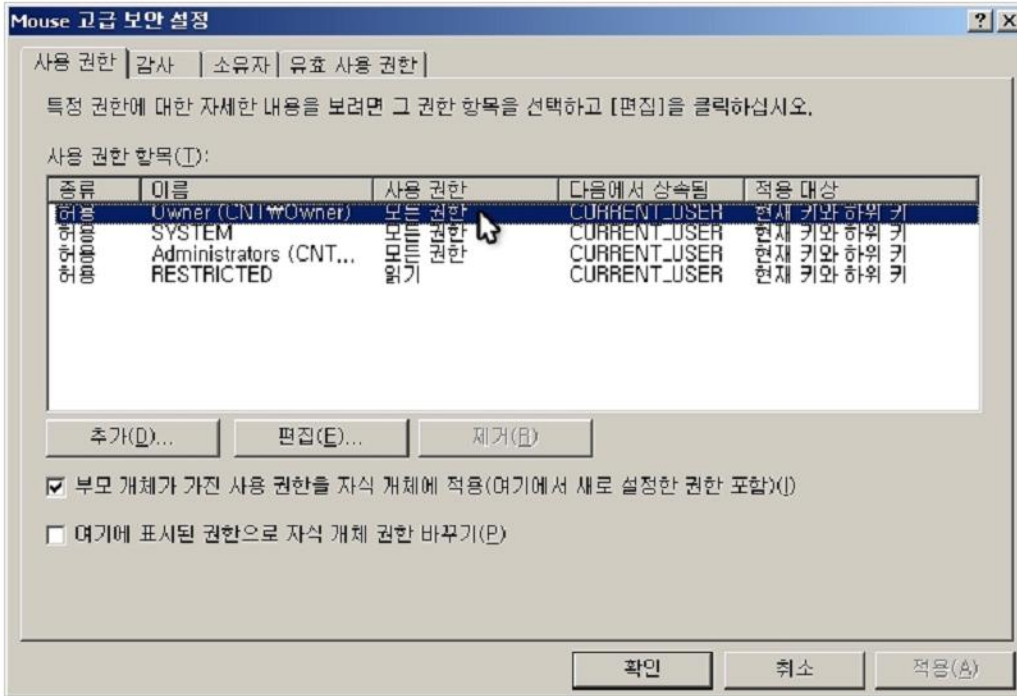 Mouse 고급 보안 설정
사용 권한 감사 소유자 유효 사용 권한
특정 권한에 대한 자세한 내용을 보려면 그 권한 항목을 선택하고 [편집]을 클릭하십시오.
사용 권한 항목(T):
종류 이름 사용 권한 다음에서 상속됨 적용 대상
허용 Owner (CNT₩Owner) 모든 권한 CURRENT_USER 현재 키와 하위 키
허용 SYSTEM 모든 권한 CURRENT_USER 현재 키와 하위 키
허용 Administrators (CNT... 모든 권한 CURRENT_USER 현재 키와 하위 키
허용 RESTRICTED 읽기 CURRENT_USER 현재 키와 하위 키
추가(D)... 편집(E)... 제거(R)
부모 개체가 가진 사용 권한을 자식 개체에 적용(여기에서 새로 설정한 권한 포함)(I)
여기에 표시된 권한으로 자식 개체 권한 바꾸기(P)
확인 취소 적용(A)